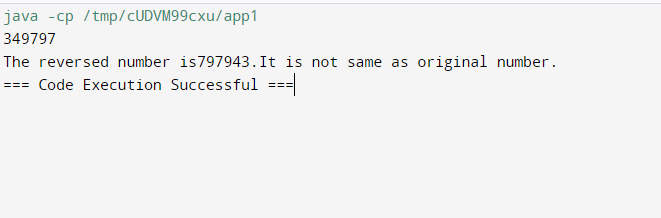 java -cp /tmp/cUDVM99cxu/app1
349797
The reversed number is797943.It is not same as original number.
=== Code Execution Successful ===